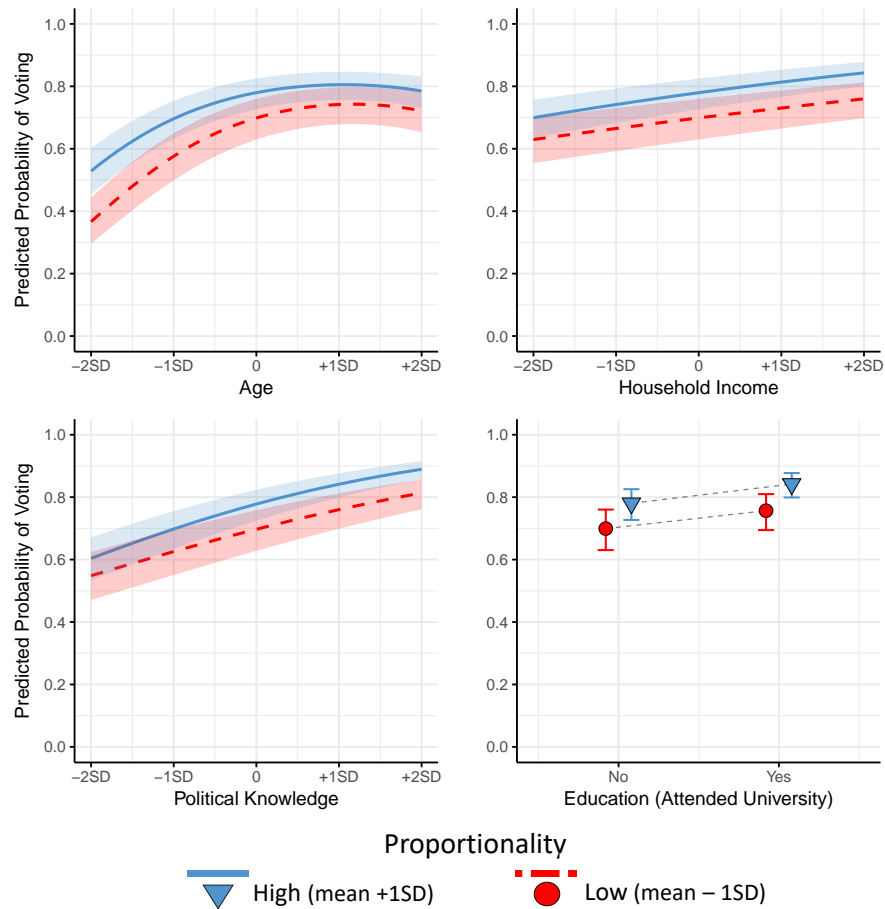 1.0
0.8
0.6
0.4
0.2
0.0
Predicted Probability of Voting
−2SD −1SD 0 +1SD +2SD
Age
1.0
0.8
0.6
0.4
0.2
0.0
−2SD −1SD 0 +1SD +2SD
Household Income
1.0
0.8
0.6
0.4
0.2
0.0
Predicted Probability of Voting
−2SD −1SD 0 +1SD +2SD
Political Knowledge
1.0
0.8
0.6
0.4
0.2
0.0
No Yes
Education (Attended University)
Proportionality
High (mean +1SD) Low (mean – 1SD)